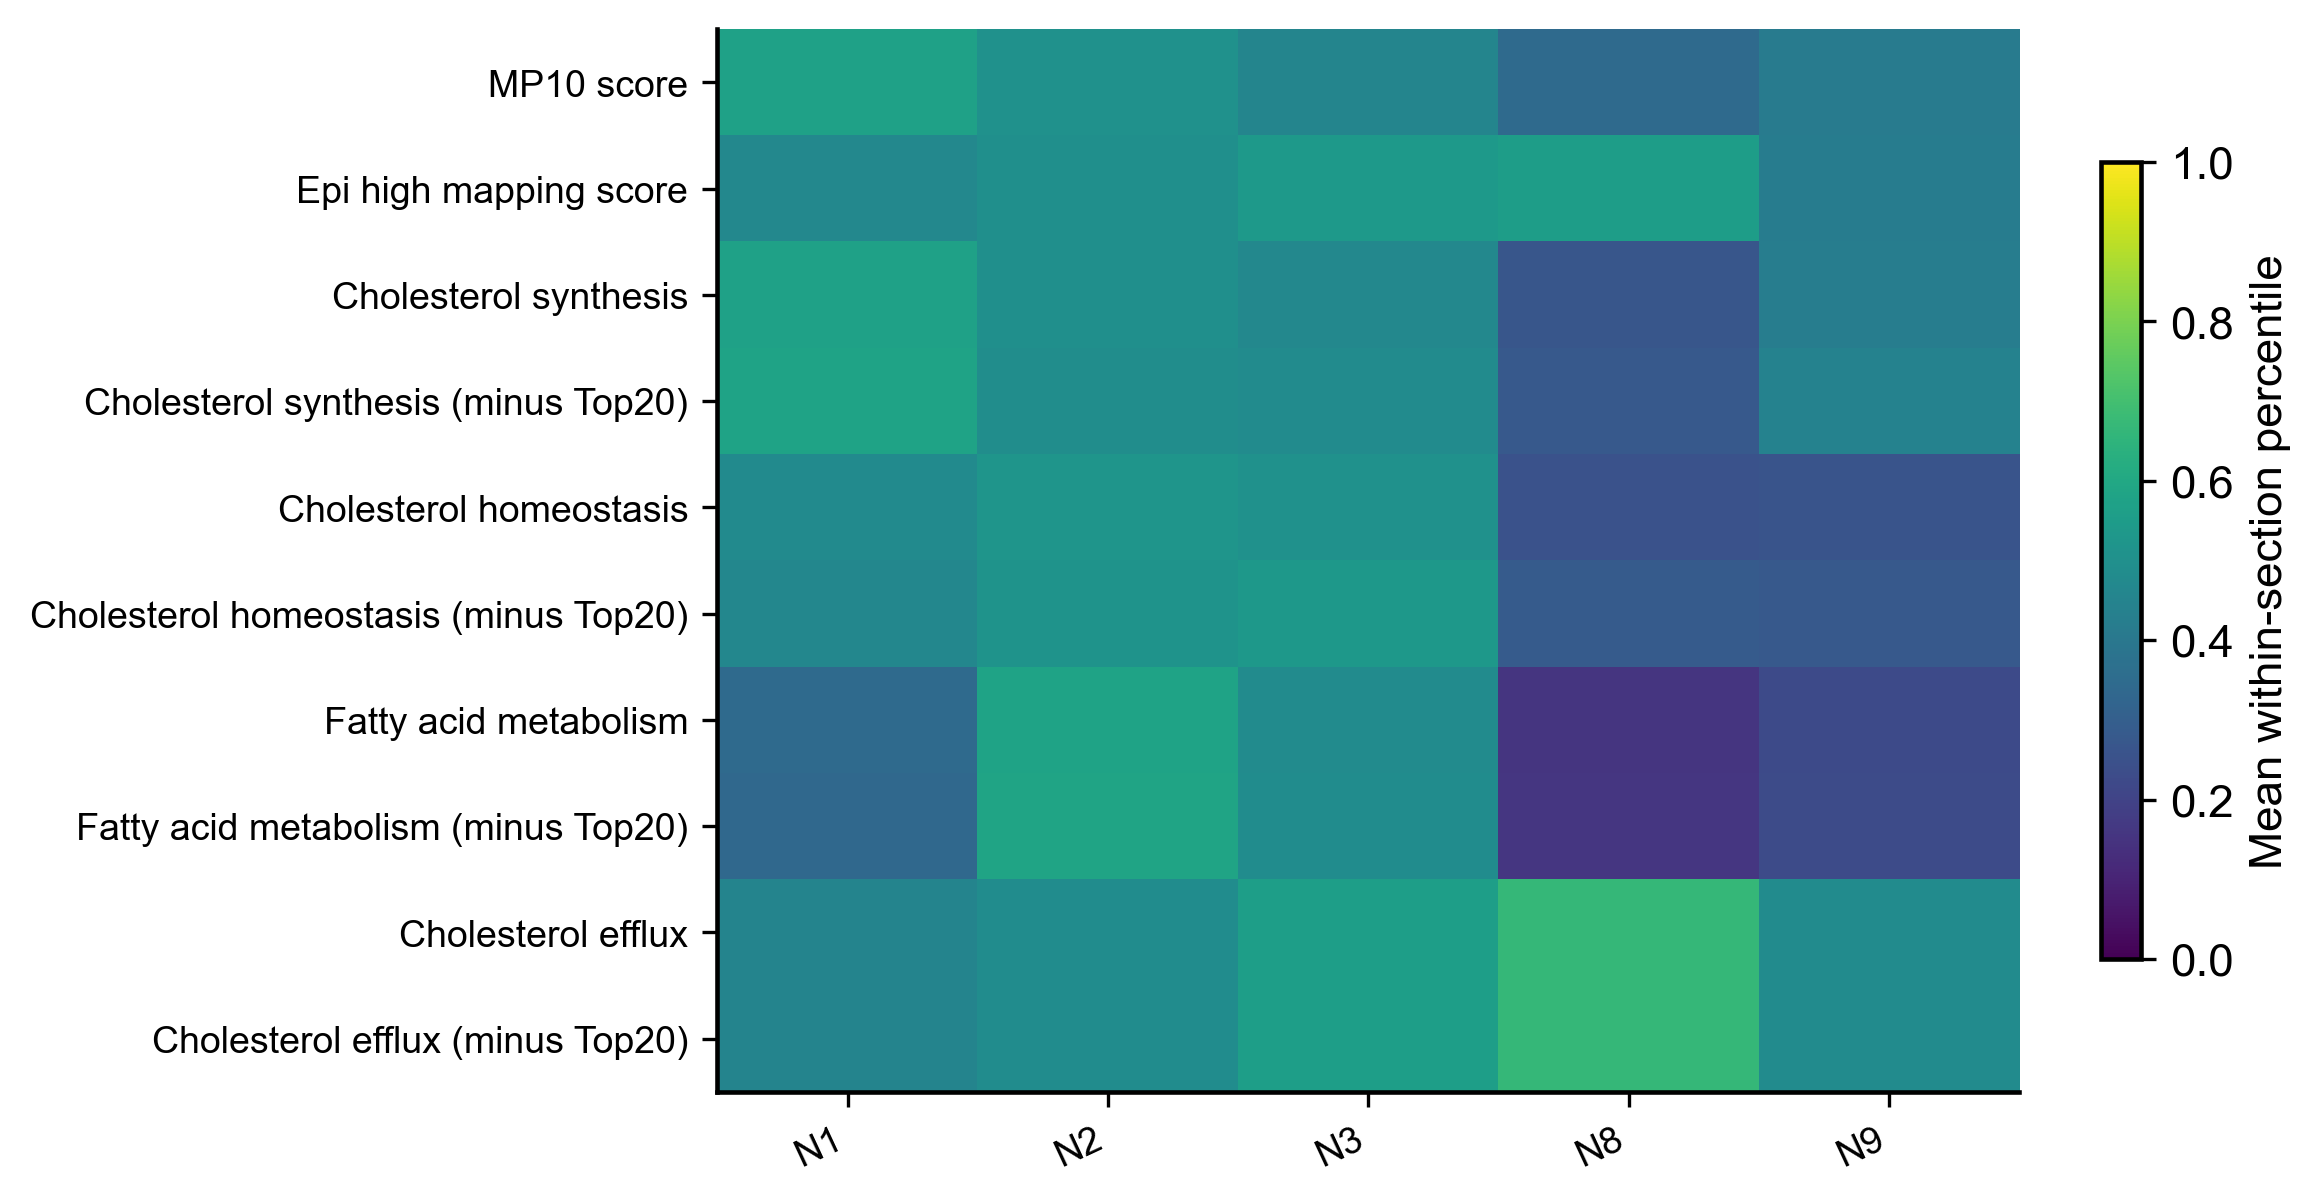 MP10 score
Epi high mapping score
Cholesterol synthesis
Cholesterol synthesis (minus Top20)
Cholesterol homeostasis
Cholesterol homeostasis (minus Top20)
Fatty acid metabolism
Fatty acid metabolism (minus Top20)
Cholesterol efflux
Cholesterol efflux (minus Top20)
N1
N2
N3
N8
N9
1.0
0.8
0.6
0.4
0.2
0.0
Mean within-section percentile